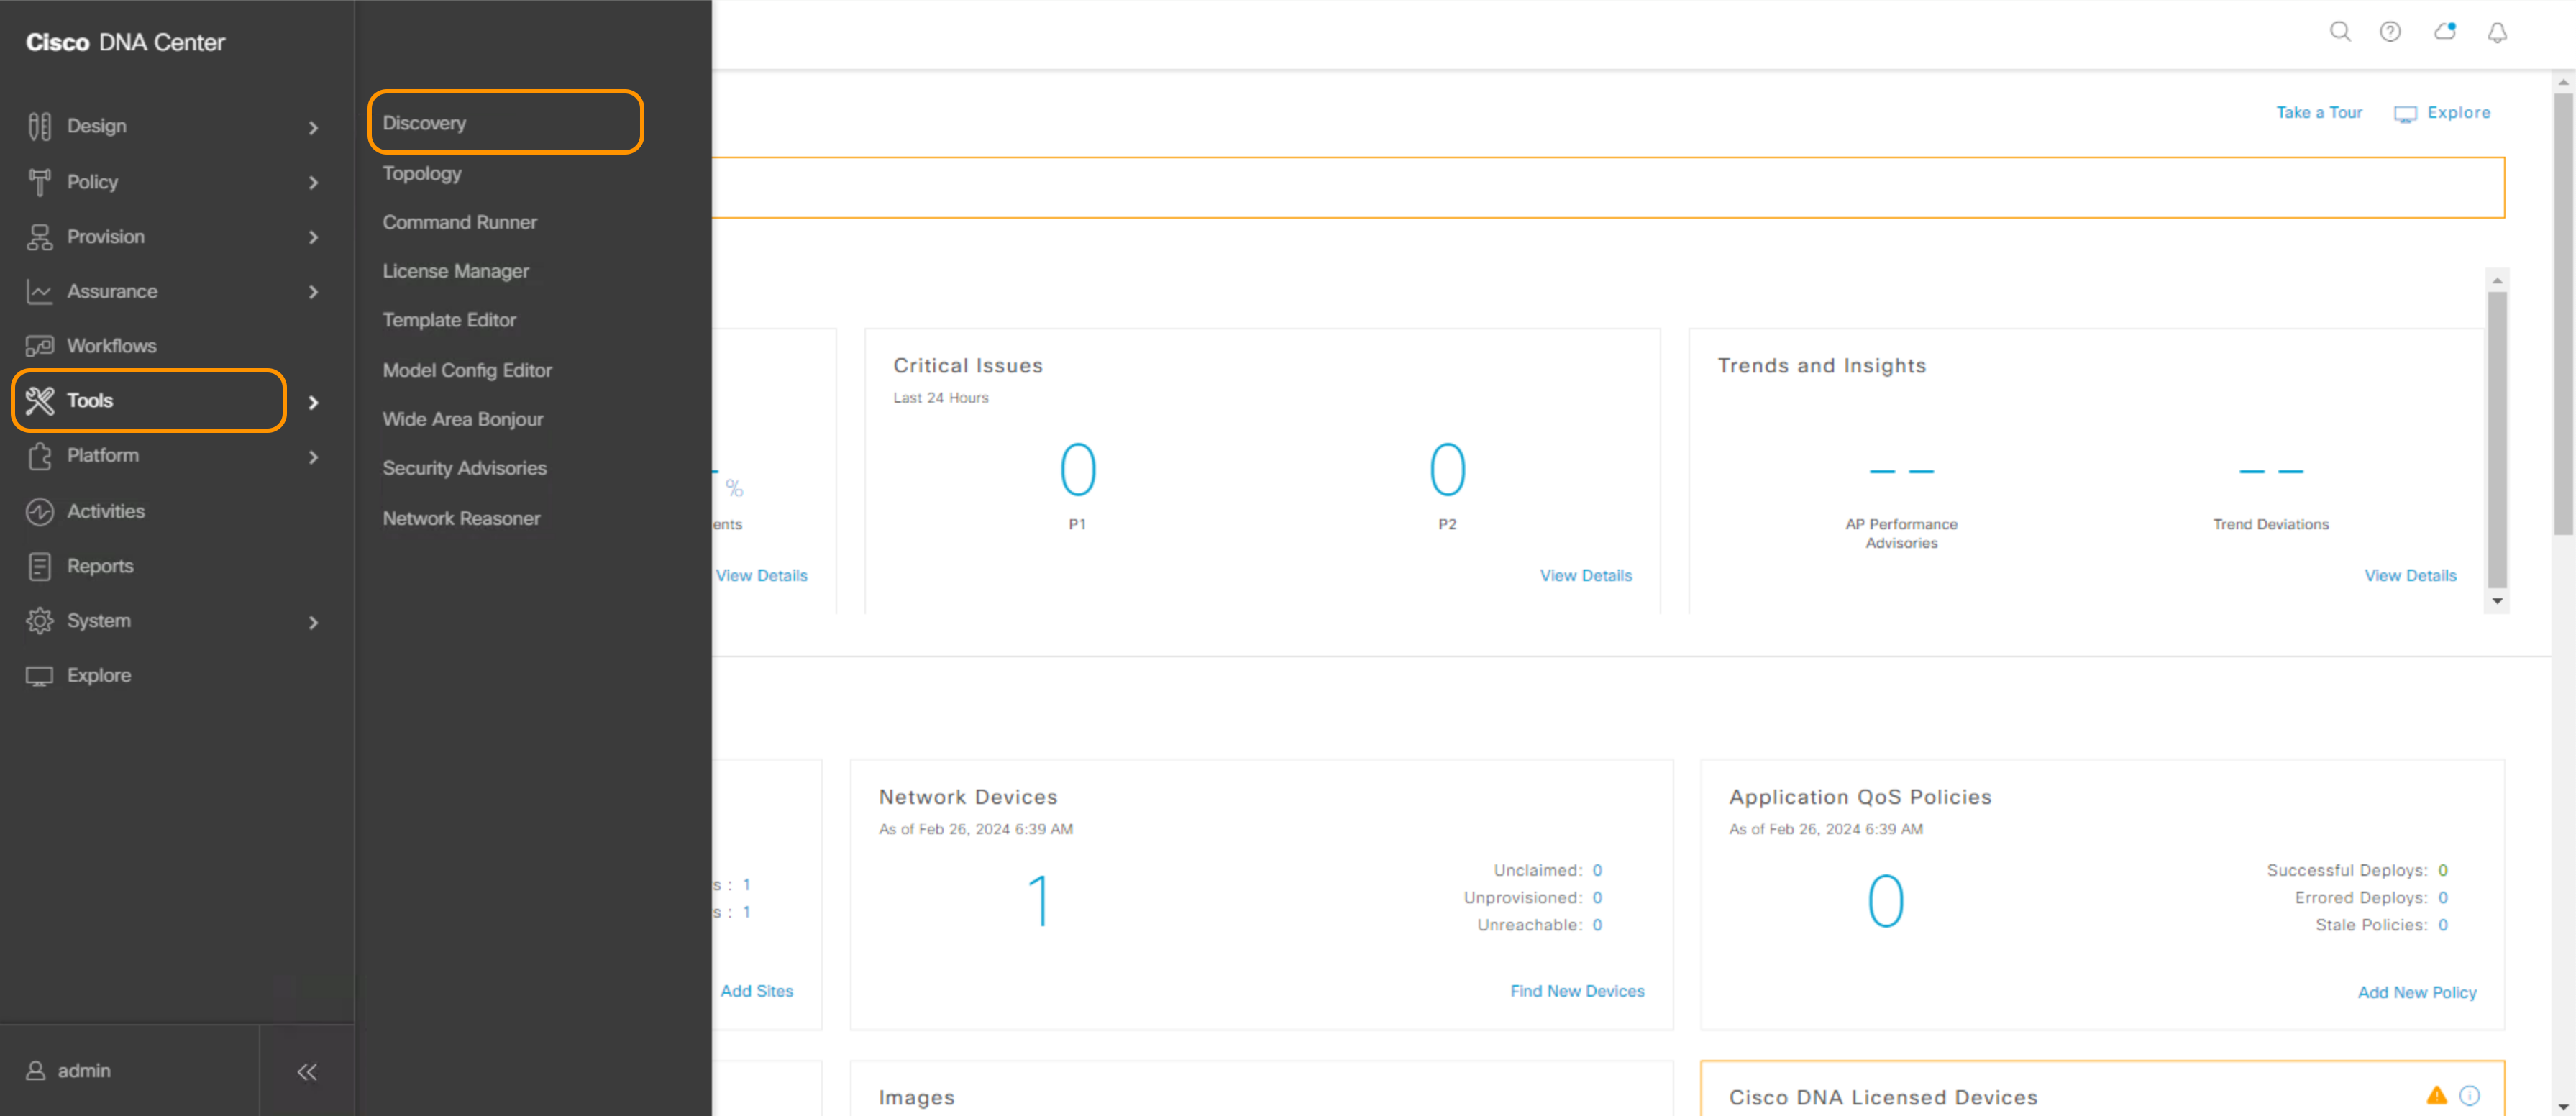 Cisco DNA Center
Design
Policy
Provision
Assurance
Workflows
Tools
Platform
Activities
Reports
System
Explore
admin
Discovery
Topology
Command Runner
License Manager
Template Editor
Model Config Editor
Wide Area Bonjour
Security Advisories
Network Reasoner
Take a Tour
Explore
%
ents
View Details
Critical Issues
Last 24 Hours
0
P1
0
P2
View Details
Trends and Insights
– –
AP Performance
Advisories
– –
Trend Deviations
View Details
s : 1
s : 1
Add Sites
Network Devices
As of Feb 26, 2024 6:39 AM
1
Unclaimed: 0
Unprovisioned: 0
Unreachable: 0
Find New Devices
Application QoS Policies
As of Feb 26, 2024 6:39 AM
0
Successful Deploys: 0
Errored Deploys: 0
Stale Policies: 0
Add New Policy
Images
Cisco DNA Licensed Devices